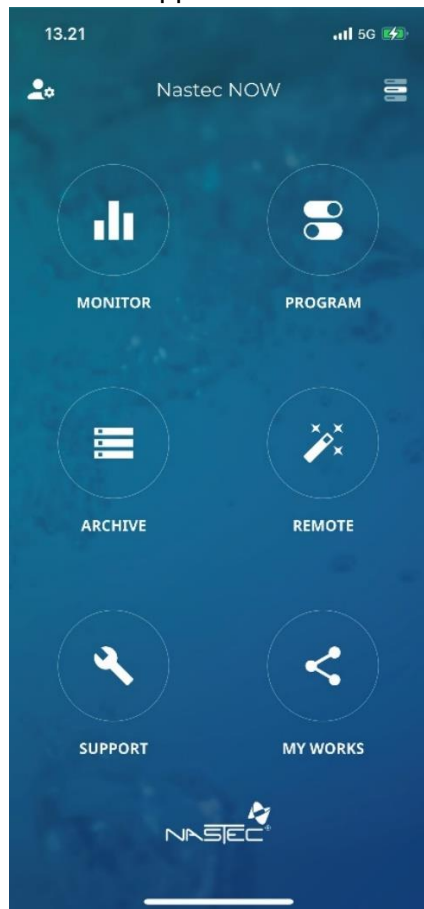 13.21 5G
Nastec NOW
MONITOR PROGRAM
ARCHIVE REMOTE
SUPPORT MY WORKS
NASTEC®